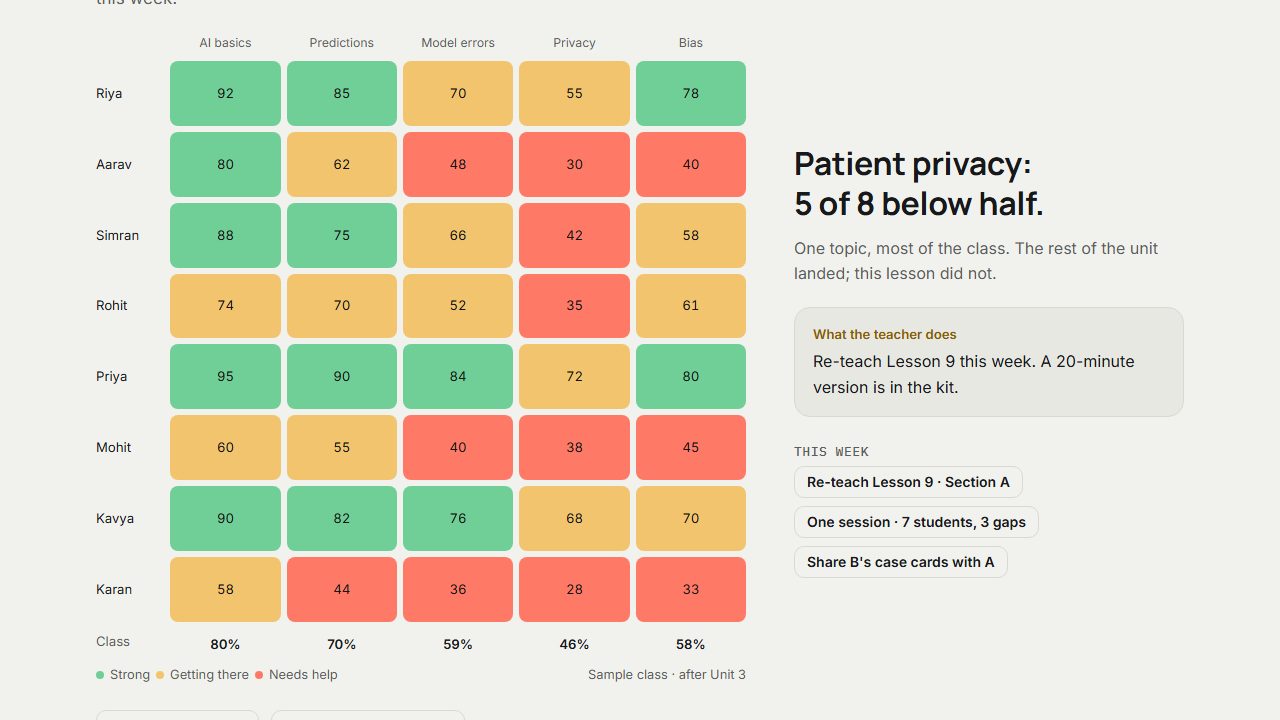 this week.
AI basics Predictions Model errors Privacy Bias
Riya 92 85 70 55 78
Aarav 80 62 48 30 40
Simran 88 75 66 42 58
Rohit 74 70 52 35 61
Priya 95 90 84 72 80
Mohit 60 55 40 38 45
Kavya 90 82 76 68 70
Karan 58 44 36 28 33
Class 80% 70% 59% 46% 58%
Strong Getting there Needs help Sample class · after Unit 3
Patient privacy:
5 of 8 below half.
One topic, most of the class. The rest of the unit
landed; this lesson did not.
What the teacher does
Re-teach Lesson 9 this week. A 20-minute
version is in the kit.
THIS WEEK
Re-teach Lesson 9 · Section A
One session · 7 students, 3 gaps
Share B's case cards with A